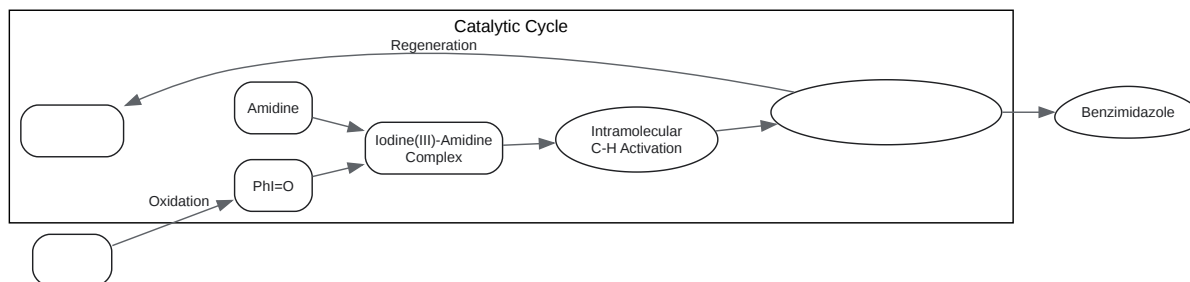 Catalytic Cycle
Regeneration
Amidine
Iodine(III)-Amidine
Complex
Intramolecular
C-H Activation
Benzimidazole
PhI=O
Oxidation